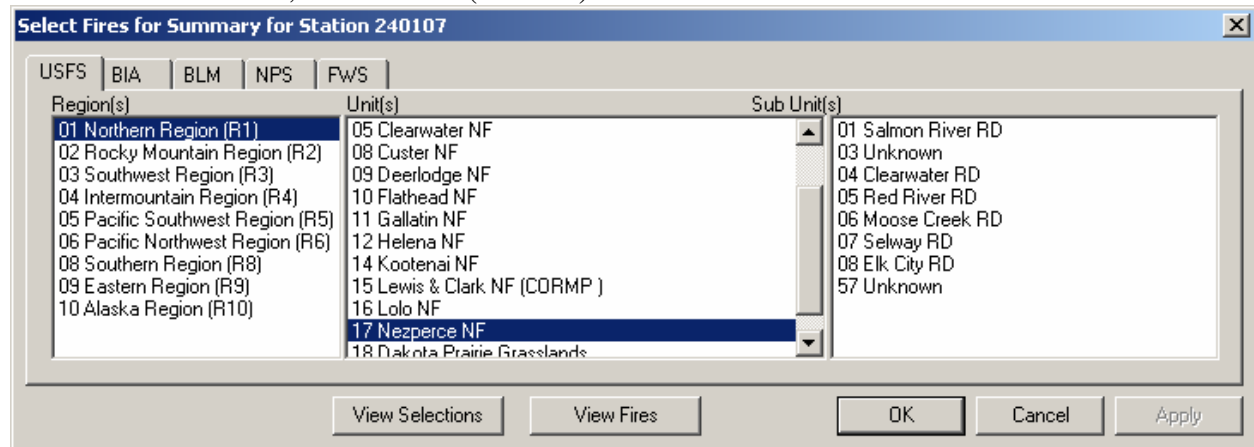 Select Fires for Summary for Station 240107
USFS BIA BLM NPS FWS
Region(s) Unit(s) Sub Unit(s)
01 Northern Region (R1)
02 Rocky Mountain Region (R2)
03 Southwest Region (R3)
04 Intermountain Region (R4)
05 Pacific Southwest Region (R5)
06 Pacific Northwest Region (R6)
08 Southern Region (R8)
09 Eastern Region (R9)
10 Alaska Region (R10)
05 Clearwater NF
08 Custer NF
09 Deerlodge NF
10 Flathead NF
11 Gallatin NF
12 Helena NF
14 Kootenai NF
15 Lewis & Clark NF (CORMP )
16 Lolo NF
17 Nezperce NF
18 Dakota Prairie Grasslands
01 Salmon River RD
03 Unknown
04 Clearwater RD
05 Red River RD
06 Moose Creek RD
07 Selway RD
08 Elk City RD
57 Unknown
View Selections View Fires OK Cancel Apply